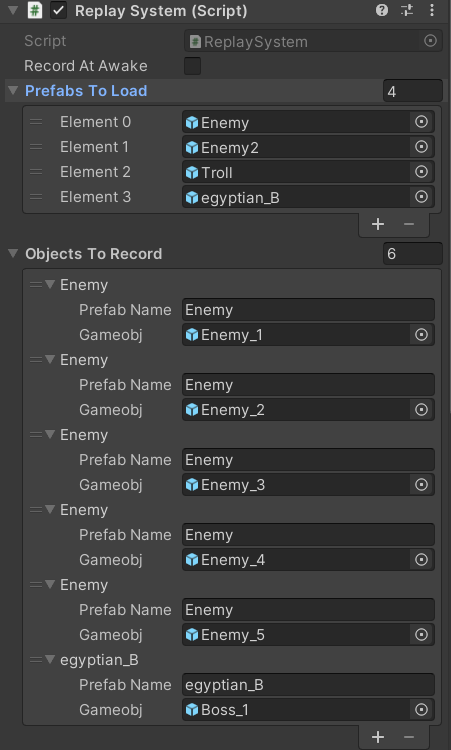 # Replay System (Script)
Script # ReplaySystem
Record At Awake
Prefabs To Load 4
Element 0 Enemy
Element 1 Enemy2
Element 2 Troll
Element 3 egyptian_B
+ −
Objects To Record 6
Enemy
Prefab Name Enemy
Gameobj Enemy_1
Enemy
Prefab Name Enemy
Gameobj Enemy_2
Enemy
Prefab Name Enemy
Gameobj Enemy_3
Enemy
Prefab Name Enemy
Gameobj Enemy_4
Enemy
Prefab Name Enemy
Gameobj Enemy_5
egyptian_B
Prefab Name egyptian_B
Gameobj Boss_1
+ −